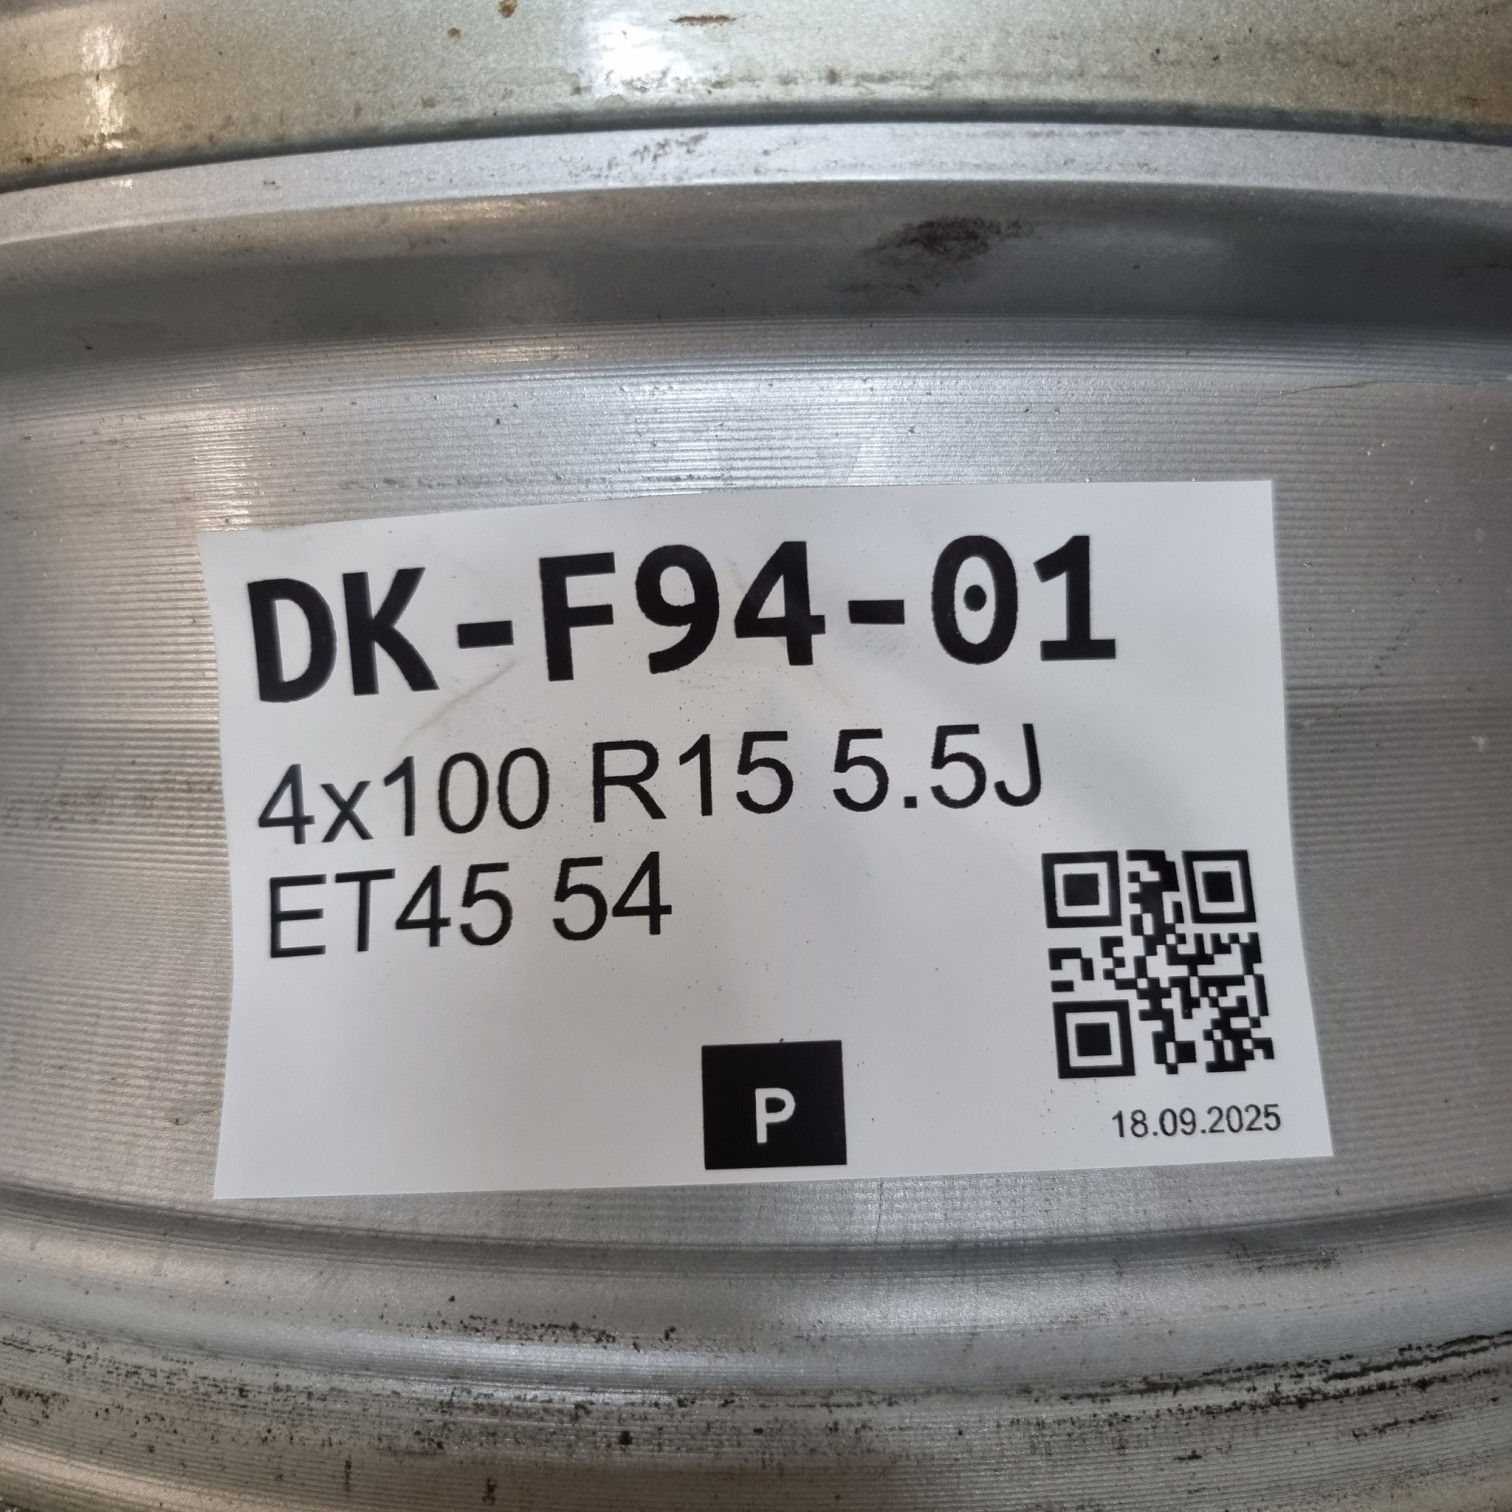 DK-F94-01
4x100 R15 5.5J
ET45 54
P
18.09.2025